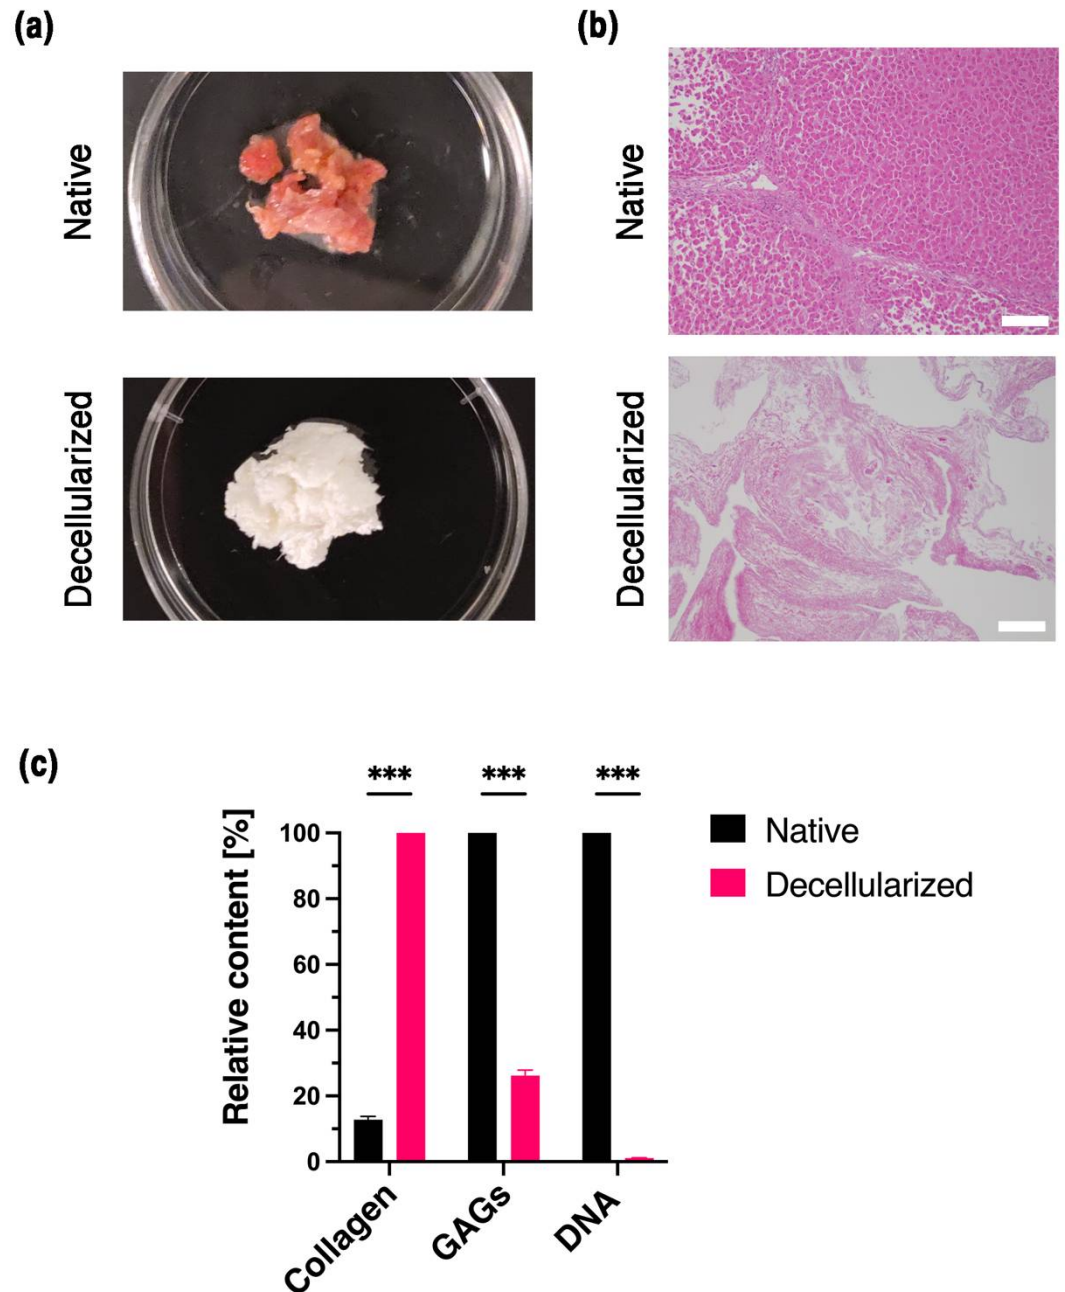 (a)
(b)
Native
Native
Decellularized
Decellularized
(c)
***
***
***
Relative content [%]
100
80
60
40
20
0
Collagen
GAGs
DNA
Native
Decellularized